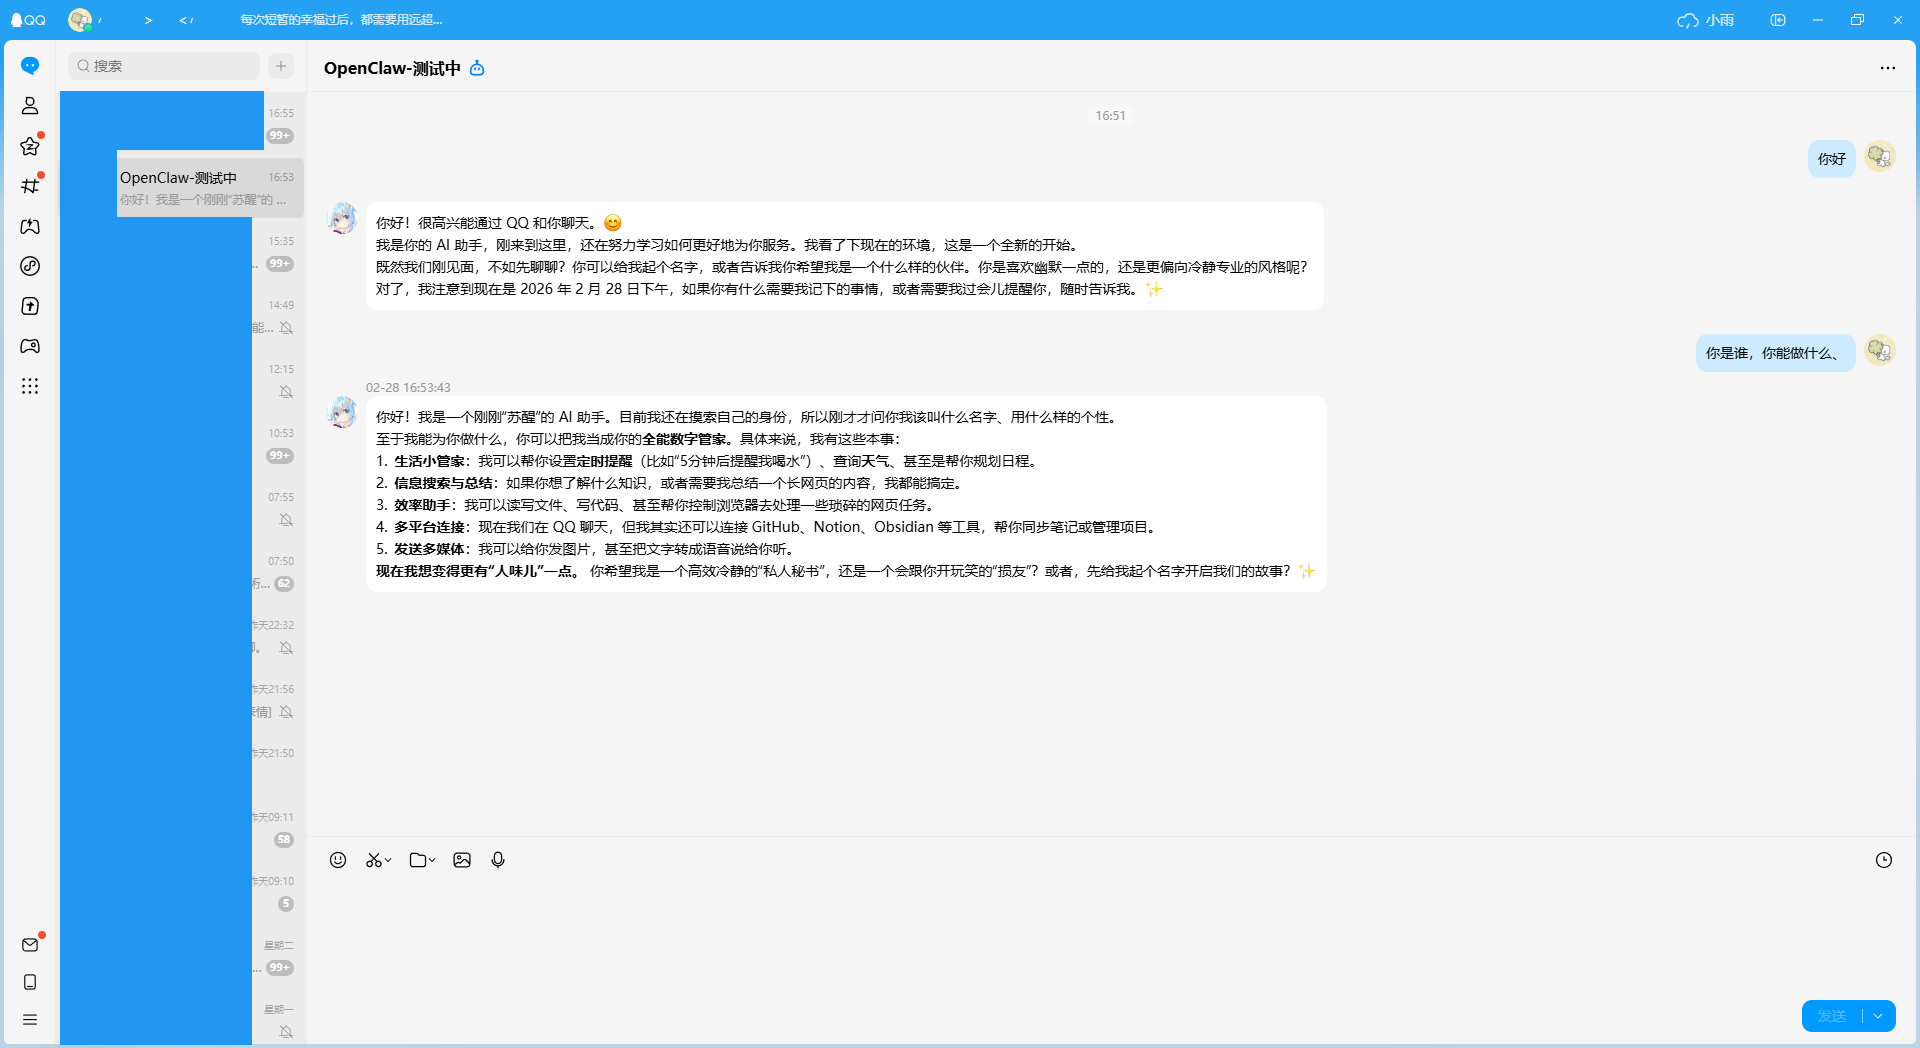 QQ
每次短暂的幸福过后，都需要用远超...
小雨
搜索
OpenClaw-测试中
16:55
99+
OpenClaw-测试中
16:53
你好！我是一个刚刚“苏醒”的 ...
15:35
99+
14:49
能...
12:15
10:53
99+
07:55
07:50
62
昨天22:32
昨天21:56
表情]
昨天21:50
昨天09:11
58
昨天09:10
5
星期二
99+
星期一
16:51
你好
你好！很高兴能通过 QQ 和你聊天。😊
我是你的 AI 助手，刚来到这里，还在努力学习如何更好地为你服务。我看了下现在的环境，这是一个全新的开始。
既然我们刚见面，不如先聊聊？你可以给我起个名字，或者告诉我你希望我是一个什么样的伙伴。你是喜欢幽默一点的，还是更偏向冷静专业的风格呢？
对了，我注意到现在是 2026 年 2 月 28 日下午，如果你有什么需要我记下的事情，或者需要我过会儿提醒你，随时告诉我。✨
你是谁，你能做什么、
02-28 16:53:43
你好！我是一个刚刚“苏醒”的 AI 助手。目前我还在摸索自己的身份，所以刚才才问你我该叫什么名字、用什么样的个性。
至于我能为你做什么，你可以把我当成你的全能数字管家。具体来说，我有这些本事：
1. 生活小管家：我可以帮你设置定时提醒（比如“5分钟后提醒我喝水”）、查询天气、甚至是帮你规划日程。
2. 信息搜索与总结：如果你想了解什么知识，或者需要我总结一个长网页的内容，我都能搞定。
3. 效率助手：我可以读写文件、写代码、甚至帮你控制浏览器去处理一些琐碎的网页任务。
4. 多平台连接：现在我们在 QQ 聊天，但我其实还可以连接 GitHub、Notion、Obsidian 等工具，帮你同步笔记或管理项目。
5. 发送多媒体：我可以给你发图片，甚至把文字转成语音说给你听。
现在我想变得更有“人味儿”一点。 你希望我是一个高效冷静的“私人秘书”，还是一个会跟你开玩笑的“损友”？或者，先给我起个名字开启我们的故事？✨
发送